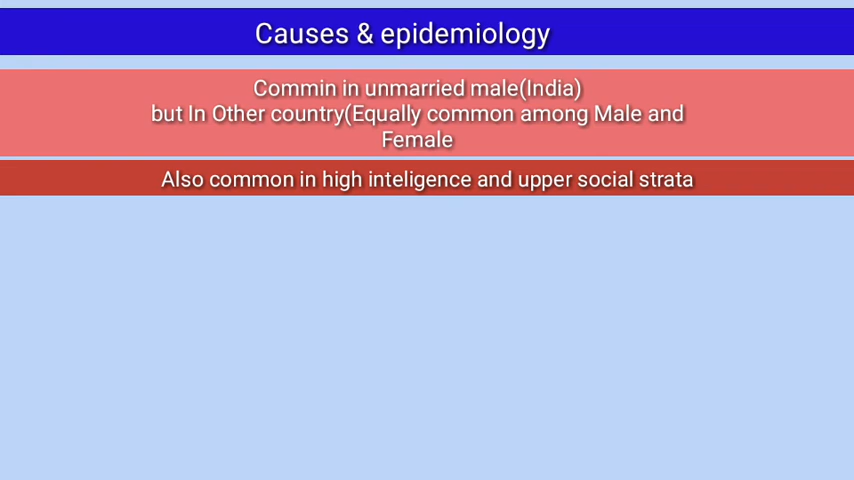 Causes & epidemiology
Commin in unmarried male(India)
but In Other country(Equally common among Male and
Female
Also common in high inteligence and upper social strata